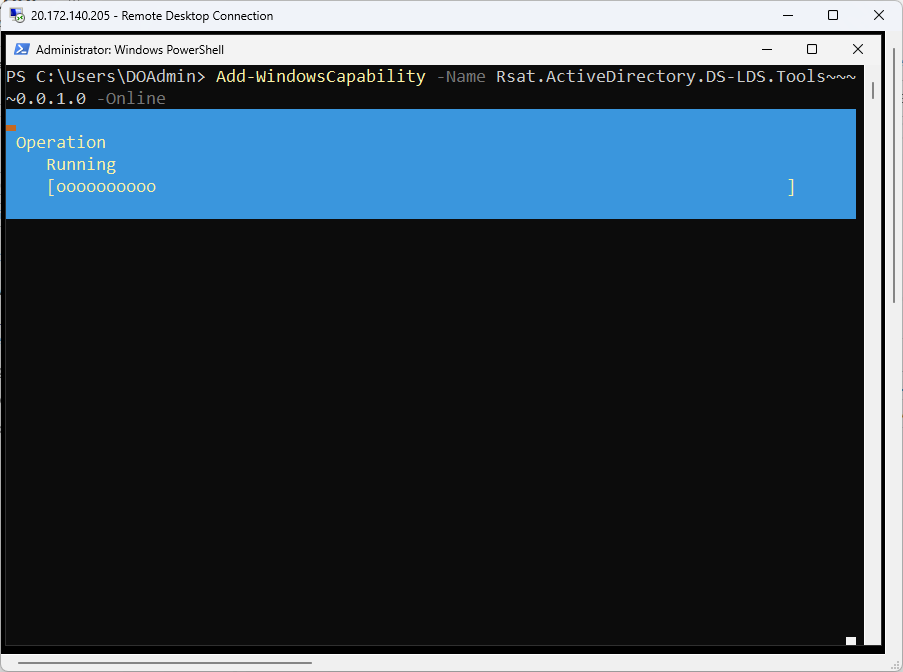 20.172.140.205 - Remote Desktop Connection
Administrator: Windows PowerShell
PS C:\Users\DOAdmin> Add-WindowsCapability -Name Rsat.ActiveDirectory.DS-LDS.Tools~~~
~0.0.1.0 -Online
Operation
Running
[oooooooooo ]